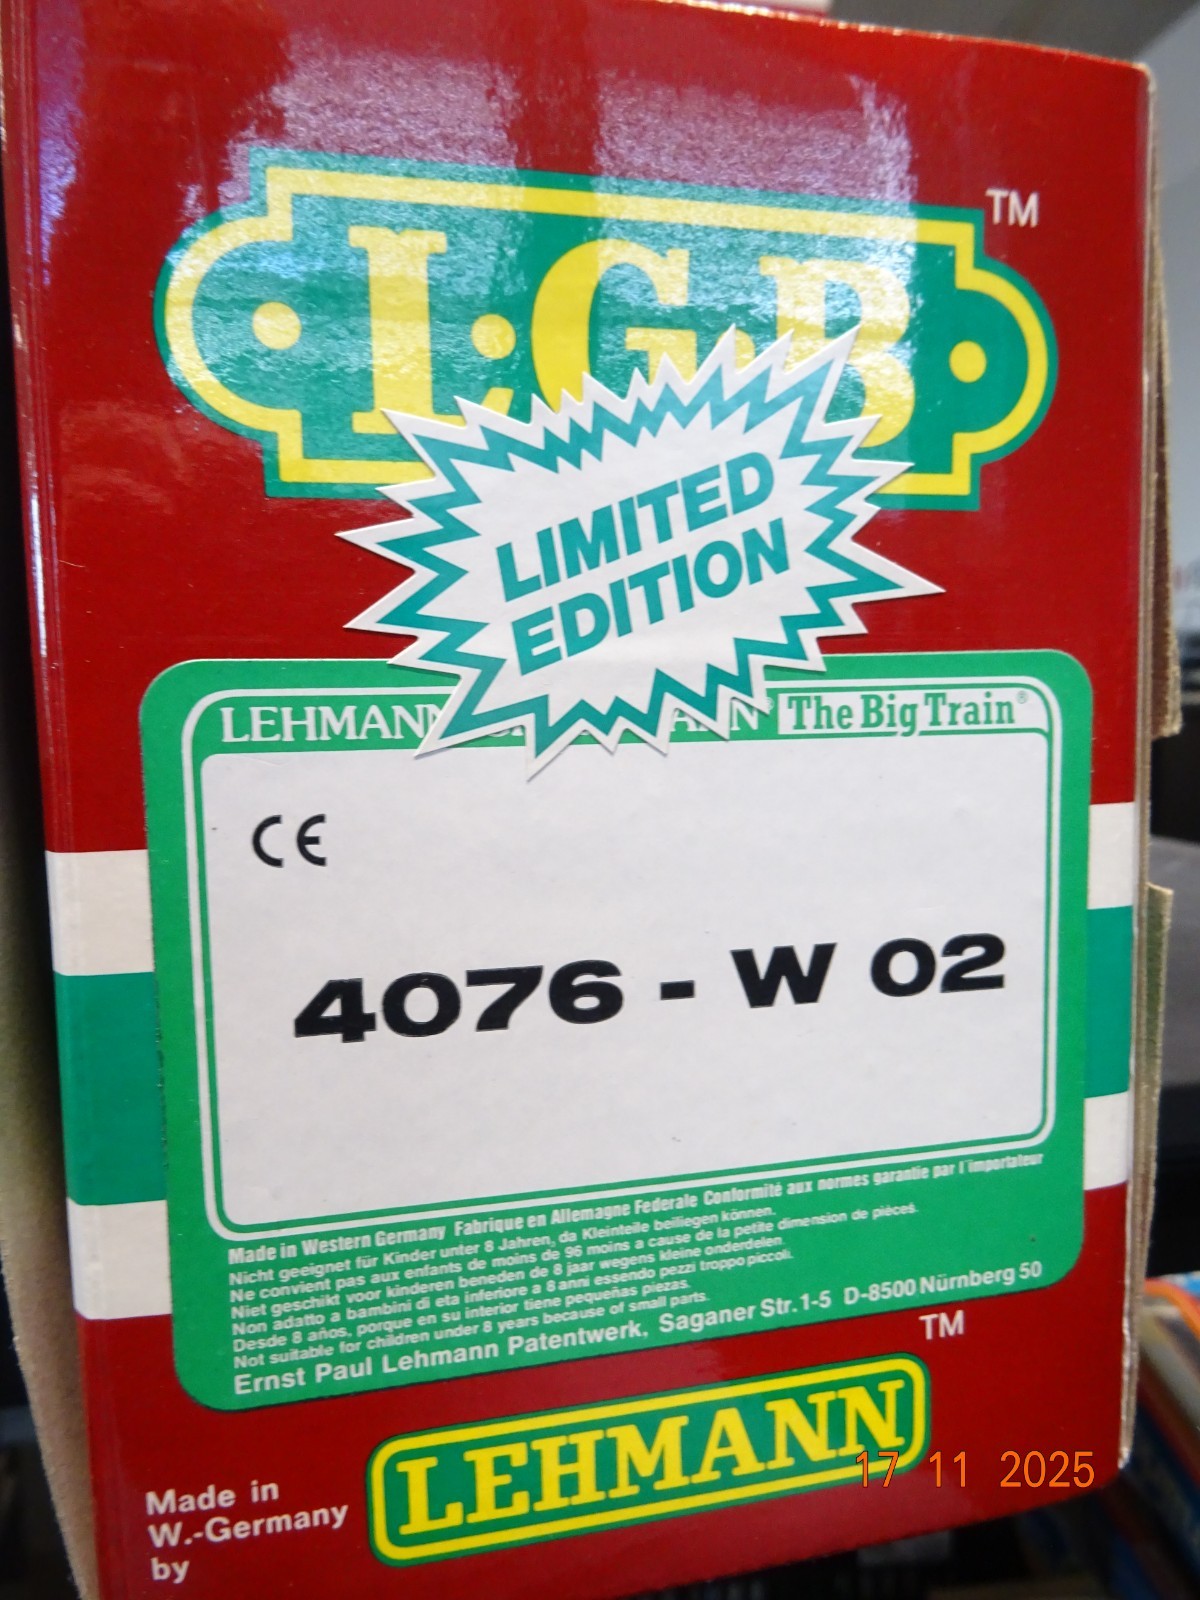 L·G·B
TM
LIMITED
EDITION
LEHMANN
The Big Train®
CE
4076 - W 02
Made in Western Germany Fabrique en Allemagne Federale Conformité aux normes garantie par l'importateur
Nicht geeignet für Kinder unter 8 Jahren, da Kleinteile beiliegen können.
Ne convient pas aux enfants de moins de 96 moins a cause de la petite dimension de pièces.
Niet geschikt voor kinderen beneden de 8 jaar wegens kleine onderdelen.
Non adatto a bambini di eta inferiore a 8 anni essendo pezzi troppo piccoli.
Desde 8 años, porque en su interior tiene pequeñas piezas.
Not suitable for children under 8 years because of small parts.
Ernst Paul Lehmann Patentwerk, Saganer Str. 1-5 D-8500 Nürnberg 50
TM
LEHMANN
Made in
W.-Germany
by
17 11 2025